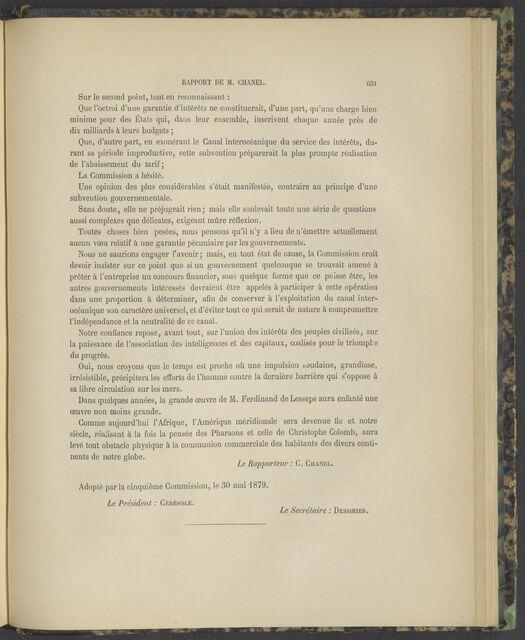 RAPPORT DE M. CHANEL. 631
Sur le second point, tout en reconnaissant :
Que l'octroi d'une garantie d'intérêts ne constituerait, d'une part, qu'une charge bien
minime pour des États qui, dans leur ensemble, inscrivent chaque année près de
dix milliards à leurs budgets ;
Que, d'autre part, en exonérant le Canal interocéanique du service des intérêts, du-
rant sa période improductive, cette subvention préparerait la plus prompte réalisation
de l'abaissement du tarif ;
La Commission a hésité.
Une opinion des plus considérables s'était manifestée, contraire au principe d'une
subvention gouvernementale.
Sans doute, elle ne préjugeait rien ; mais elle soulevait toute une série de questions
aussi complexes que délicates, exigeant mûre réflexion.
Toutes choses bien pesées, nous pensons qu'il n'y a lieu de n'émettre actuellement
aucun vœu relatif à une garantie pécuniaire par les gouvernements.
Nous ne saurions engager l'avenir ; mais, en tout état de cause, la Commission croit
devoir insister sur ce point que si un gouvernement quelconque se trouvait amené à
prêter à l'entreprise un concours financier, sous quelque forme que ce puisse être, les
autres gouvernements intéressés devraient être appelés à participer à cette opération
dans une proportion à déterminer, afin de conserver à l'exploitation du canal inter-
océanique son caractère universel, et d'éviter tout ce qui serait de nature à compromettre
l'indépendance et la neutralité de ce canal.
Notre confiance repose, avant tout, sur l'union des intérêts des peuples civilisés, sur
la puissance de l'association des intelligences et des capitaux, coalisés pour le triomphe
du progrès.
Oui, nous croyons que le temps est proche où une impulsion soudaine, grandiose,
irrésistible, précipitera les efforts de l'homme contre la dernière barrière qui s'oppose à
sa libre circulation sur les mers.
Dans quelques années, la grande œuvre de M. Ferdinand de Lesseps aura enfanté une
œuvre non moins grande.
Comme aujourd'hui l'Afrique, l'Amérique méridionale sera devenue île et notre
siècle, réalisant à la fois la pensée des Pharaons et celle de Christophe Colomb, aura
levé tout obstacle physique à la communion commerciale des habitants des divers conti-
nents de notre globe.
Le Rapporteur : C. CHANEL.
Adopté par la cinquième Commission, le 30 mai 1879.
Le Président : CÉRÉSOLE.
Le Secrétaire : DESSIRIER.